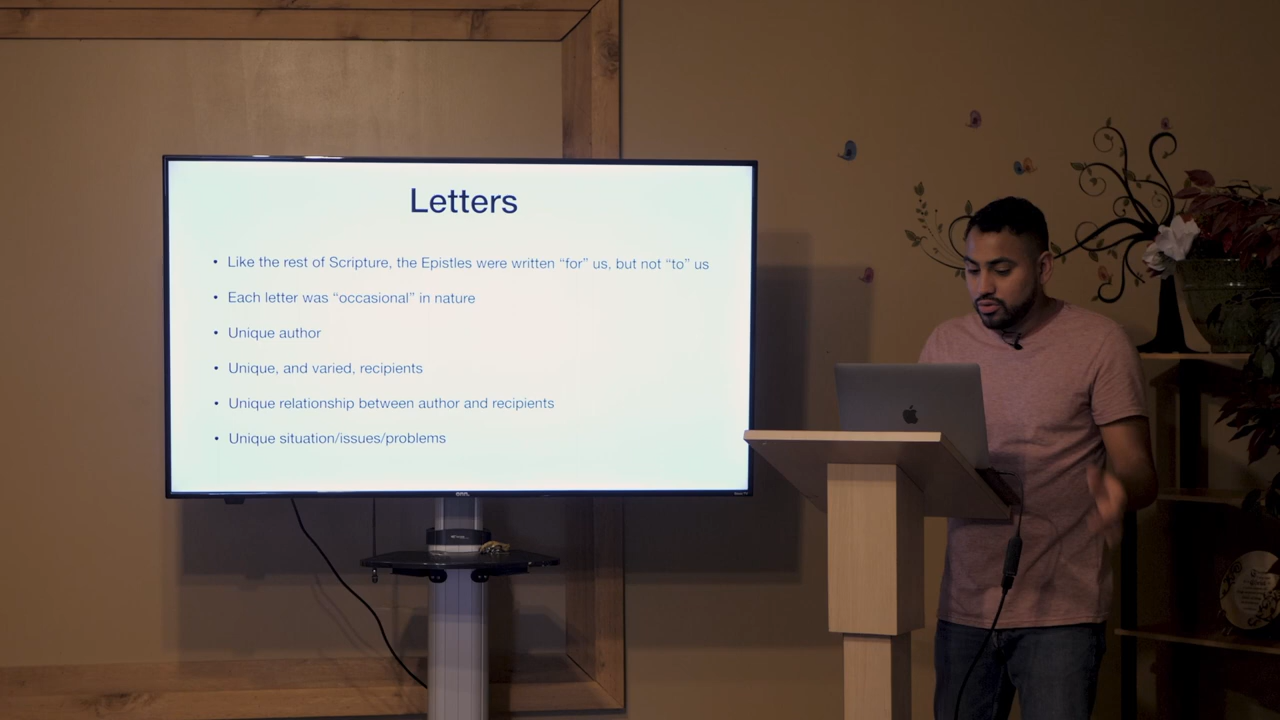 Letters
• Like the rest of Scripture, the Epistles were written “for” us, but not “to” us
• Each letter was “occasional” in nature
• Unique author
• Unique, and varied, recipients
• Unique relationship between author and recipients
• Unique situation/issues/problems
onn.